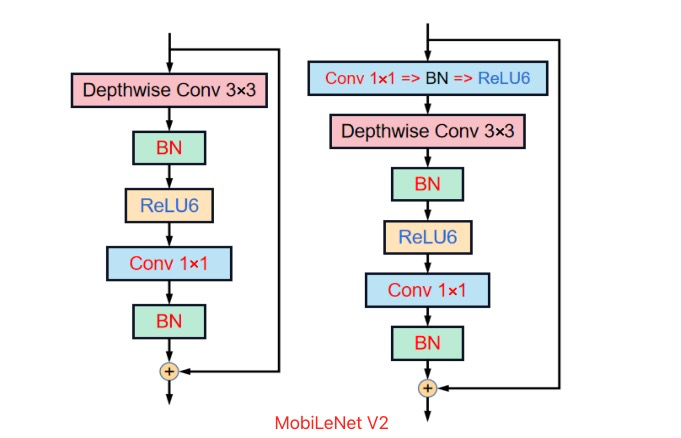 Depthwise Conv 3×3
BN
ReLU6
Conv 1×1
BN
+
Conv 1×1 => BN => ReLU6
Depthwise Conv 3×3
BN
ReLU6
Conv 1×1
BN
+
MobiLeNet V2